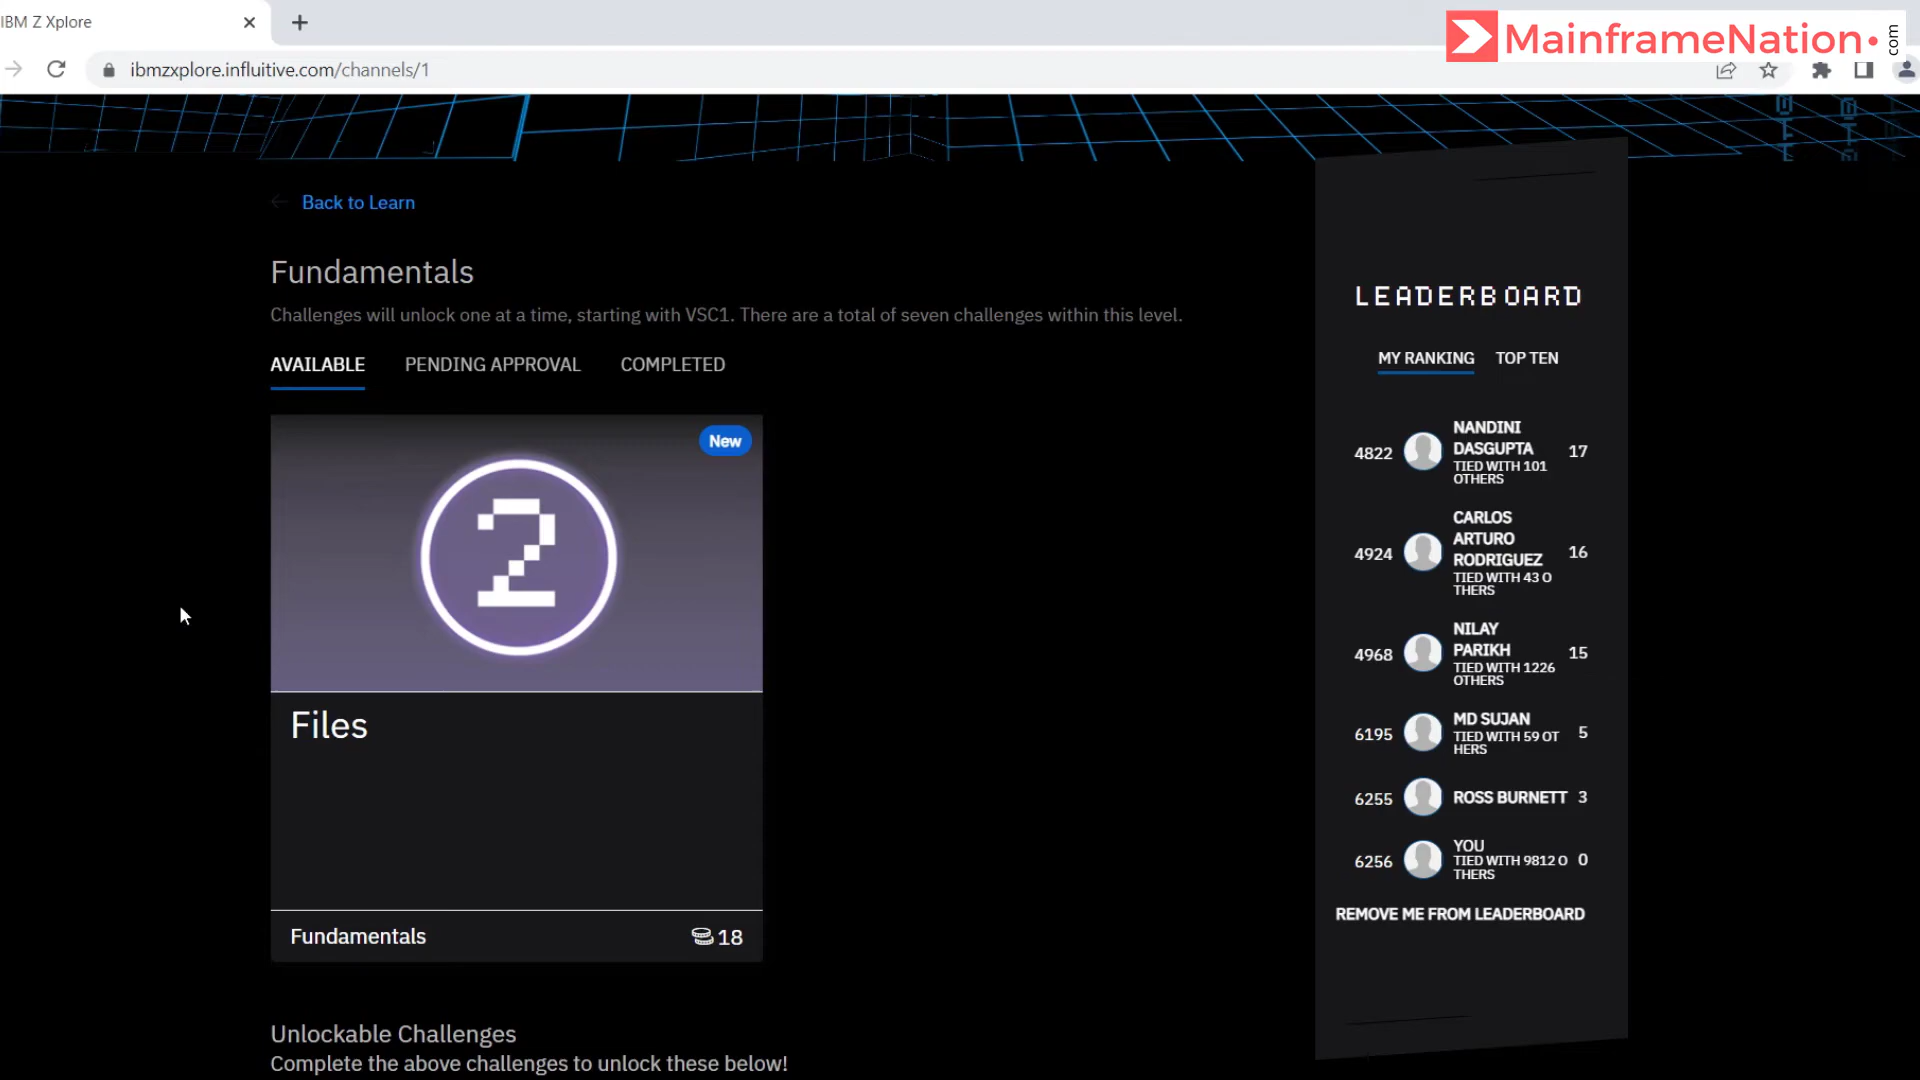 IBM Z Xplore
MainframeNation.com
ibmzxplore.influitive.com/channels/1
Back to Learn
Fundamentals
Challenges will unlock one at a time, starting with VSC1. There are a total of seven challenges within this level.
AVAILABLE PENDING APPROVAL COMPLETED
New
2
Files
Fundamentals 18
Unlockable Challenges
Complete the above challenges to unlock these below!
LEADERBOARD
MY RANKING TOP TEN
4822 NANDINI DASGUPTA 17
TIED WITH 101
OTHERS
4924 CARLOS ARTURO RODRIGUEZ 16
TIED WITH 43 O
THERS
4968 NILAY PARIKH 15
TIED WITH 1226
OTHERS
6195 MD SUJAN 5
TIED WITH 59 OT
HERS
6255 ROSS BURNETT 3
6256 YOU 0
TIED WITH 9812 O
THERS
REMOVE ME FROM LEADERBOARD